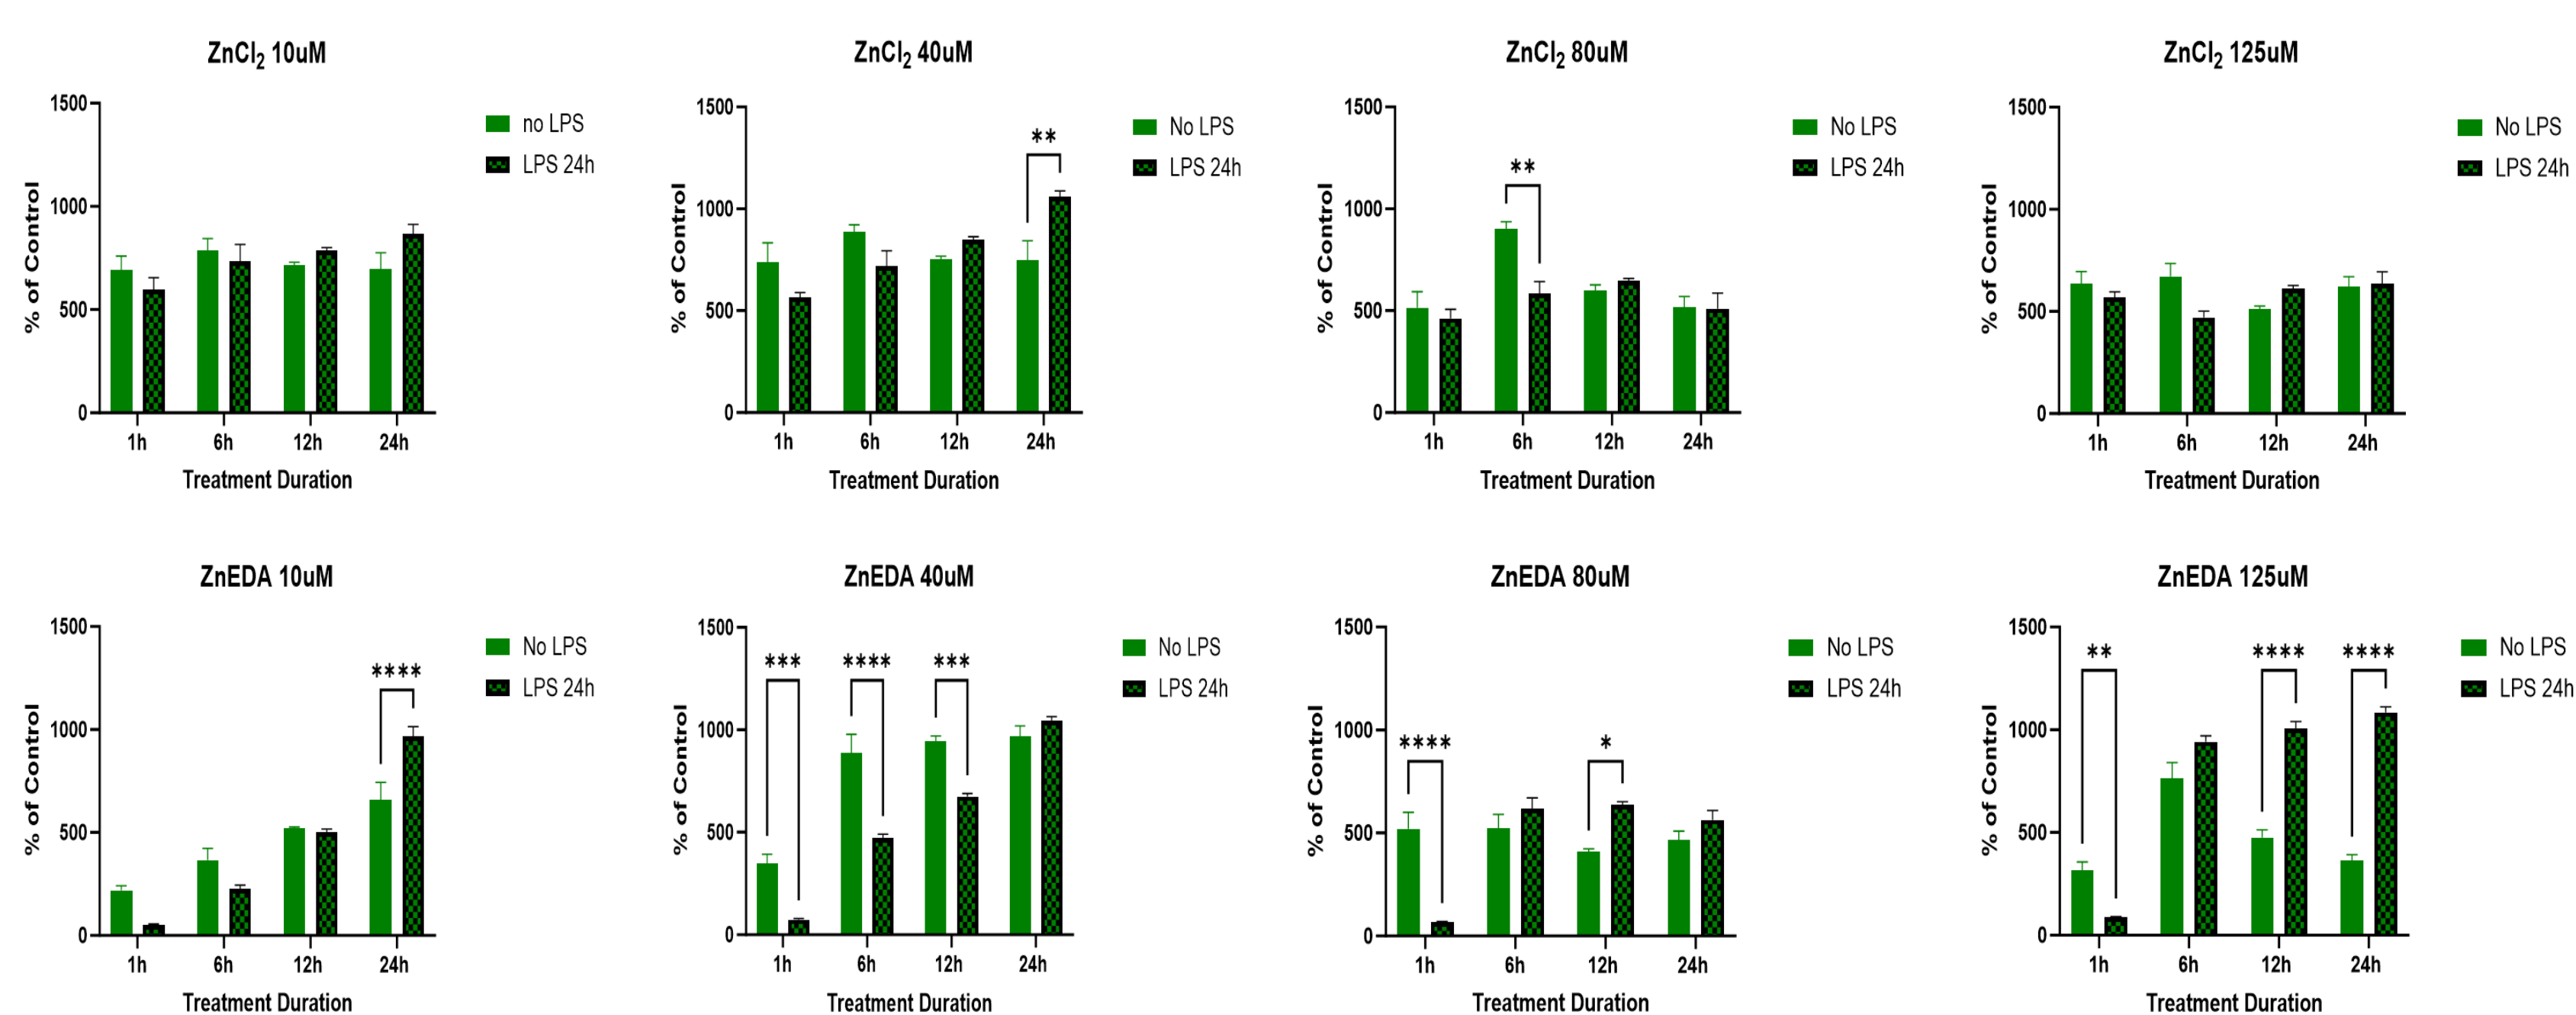 ZnCl2 10uM
1500
1000
500
0
% of Control
1h 6h 12h 24h
Treatment Duration
no LPS
LPS 24h
ZnCl2 40uM
1500
1000
500
0
% of Control
**
1h 6h 12h 24h
Treatment Duration
No LPS
LPS 24h
ZnCl2 80uM
1500
1000
500
0
% of Control
**
1h 6h 12h 24h
Treatment Duration
No LPS
LPS 24h
ZnCl2 125uM
1500
1000
500
0
% of Control
1h 6h 12h 24h
Treatment Duration
No LPS
LPS 24h
ZnEDA 10uM
1500
1000
500
0
% of Control
****
1h 6h 12h 24h
Treatment Duration
No LPS
LPS 24h
ZnEDA 40uM
1500
1000
500
0
% of Control
*** **** ***
1h 6h 12h 24h
Treatment Duration
No LPS
LPS 24h
ZnEDA 80uM
1500
1000
500
0
% of Control
**** *
1h 6h 12h 24h
Treatment Duration
No LPS
LPS 24h
ZnEDA 125uM
1500
1000
500
0
% of Control
** **** ****
1h 6h 12h 24h
Treatment Duration
No LPS
LPS 24h